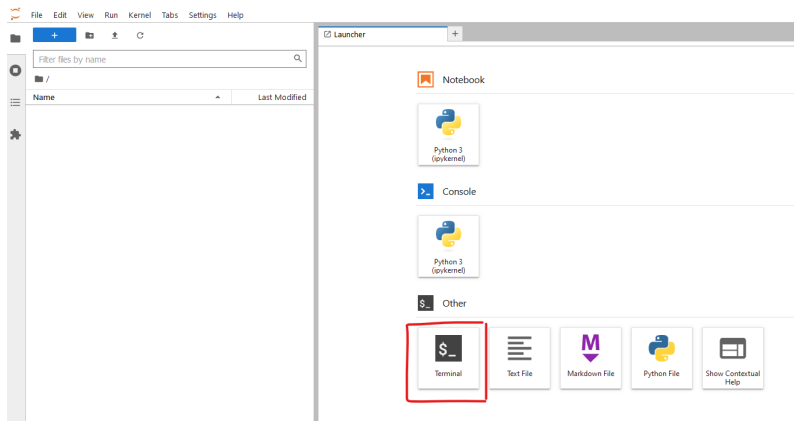 File Edit View Run Kernel Tabs Settings Help
+
Filter files by name
/
Name Last Modified
Launcher +
Notebook
Python 3
(ipykernel)
>_ Console
Python 3
(ipykernel)
$_ Other
$_
Terminal
Text File
M
Markdown File
Python File
Show Contextual
Help